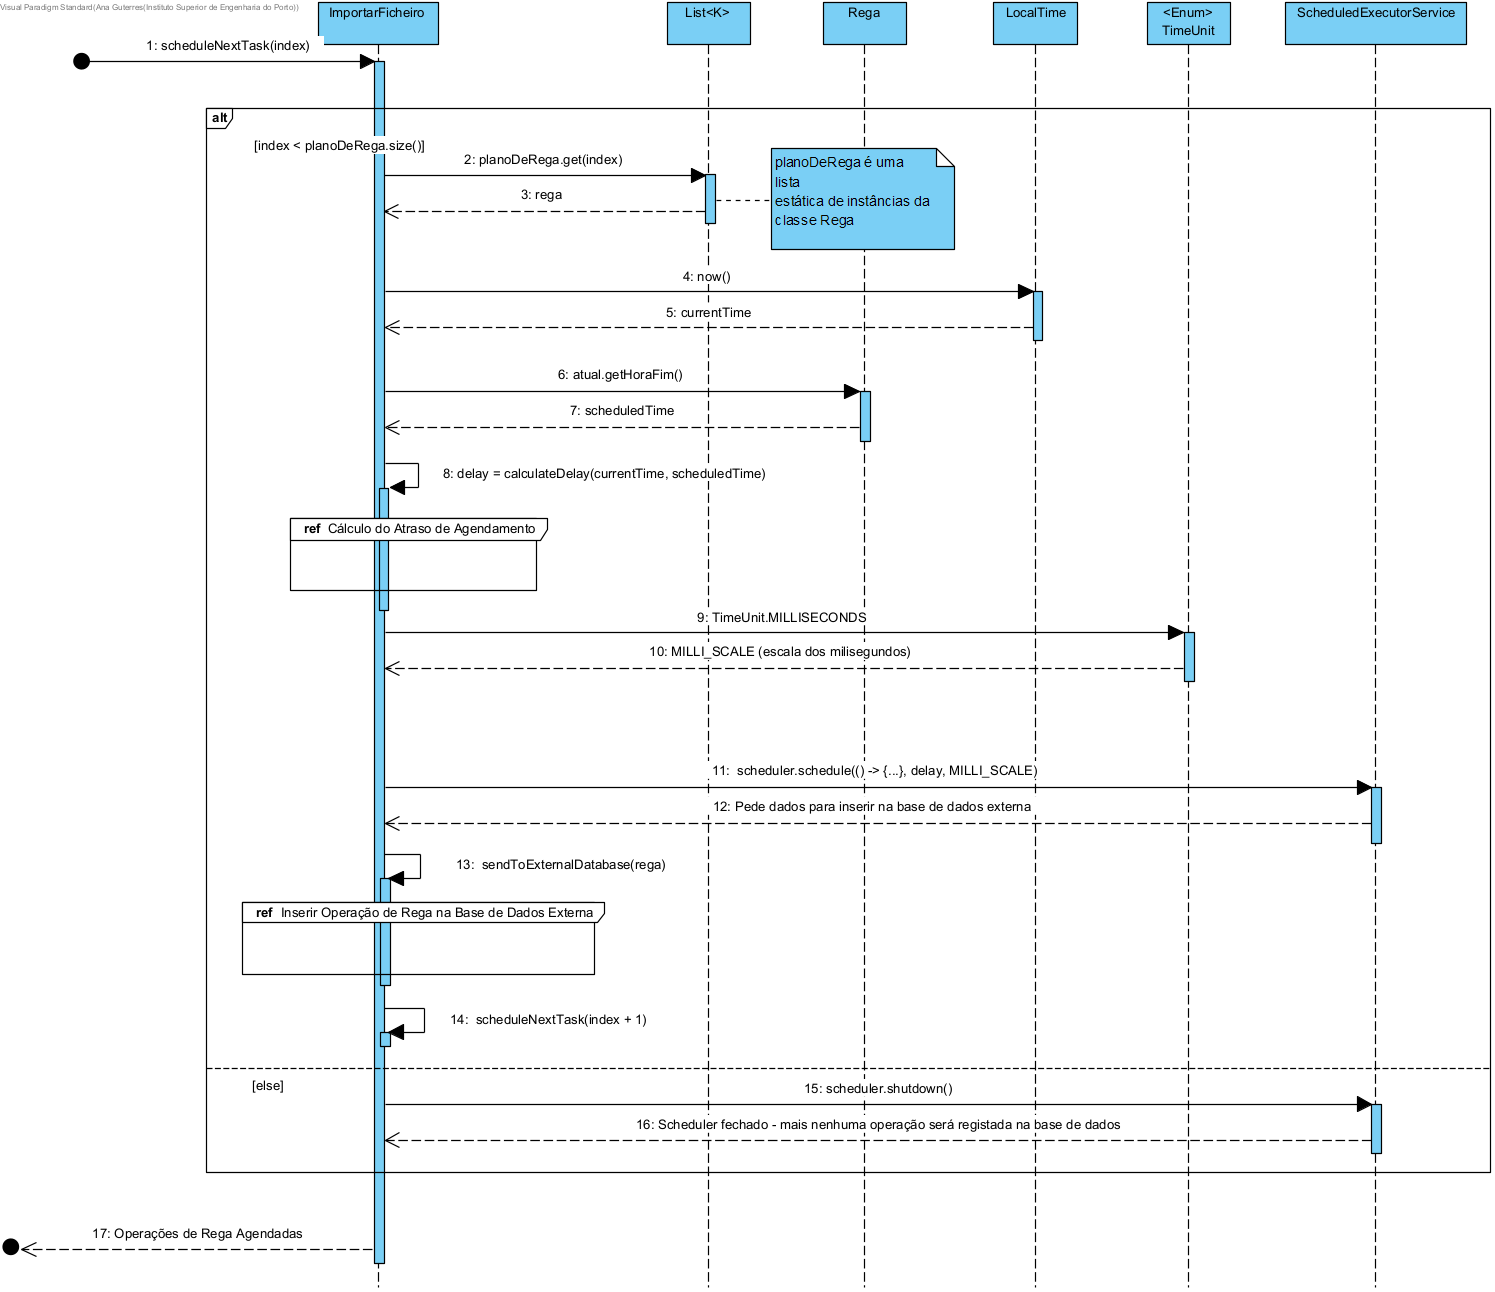 Visual Paradigm Standard(Ana Guterres(Instituto Superior de Engenharia do Porto))
ImportarFicheiro
List<K>
Rega
LocalTime
<Enum>
TimeUnit
ScheduledExecutorService
1: scheduleNextTask(index)
alt
[index < planoDeRega.size()]
2: planoDeRega.get(index)
planoDeRega é uma
lista
estática de instâncias da
classe Rega
3: rega
4: now()
5: currentTime
6: atual.getHoraFim()
7: scheduledTime
8: delay = calculateDelay(currentTime, scheduledTime)
ref Cálculo do Atraso de Agendamento
9: TimeUnit.MILLISECONDS
10: MILLI_SCALE (escala dos milisegundos)
11: scheduler.schedule(() -> {...}, delay, MILLI_SCALE)
12: Pede dados para inserir na base de dados externa
13: sendToExternalDatabase(rega)
ref Inserir Operação de Rega na Base de Dados Externa
14: scheduleNextTask(index + 1)
[else]
15: scheduler.shutdown()
16: Scheduler fechado - mais nenhuma operação será registada na base de dados
17: Operações de Rega Agendadas